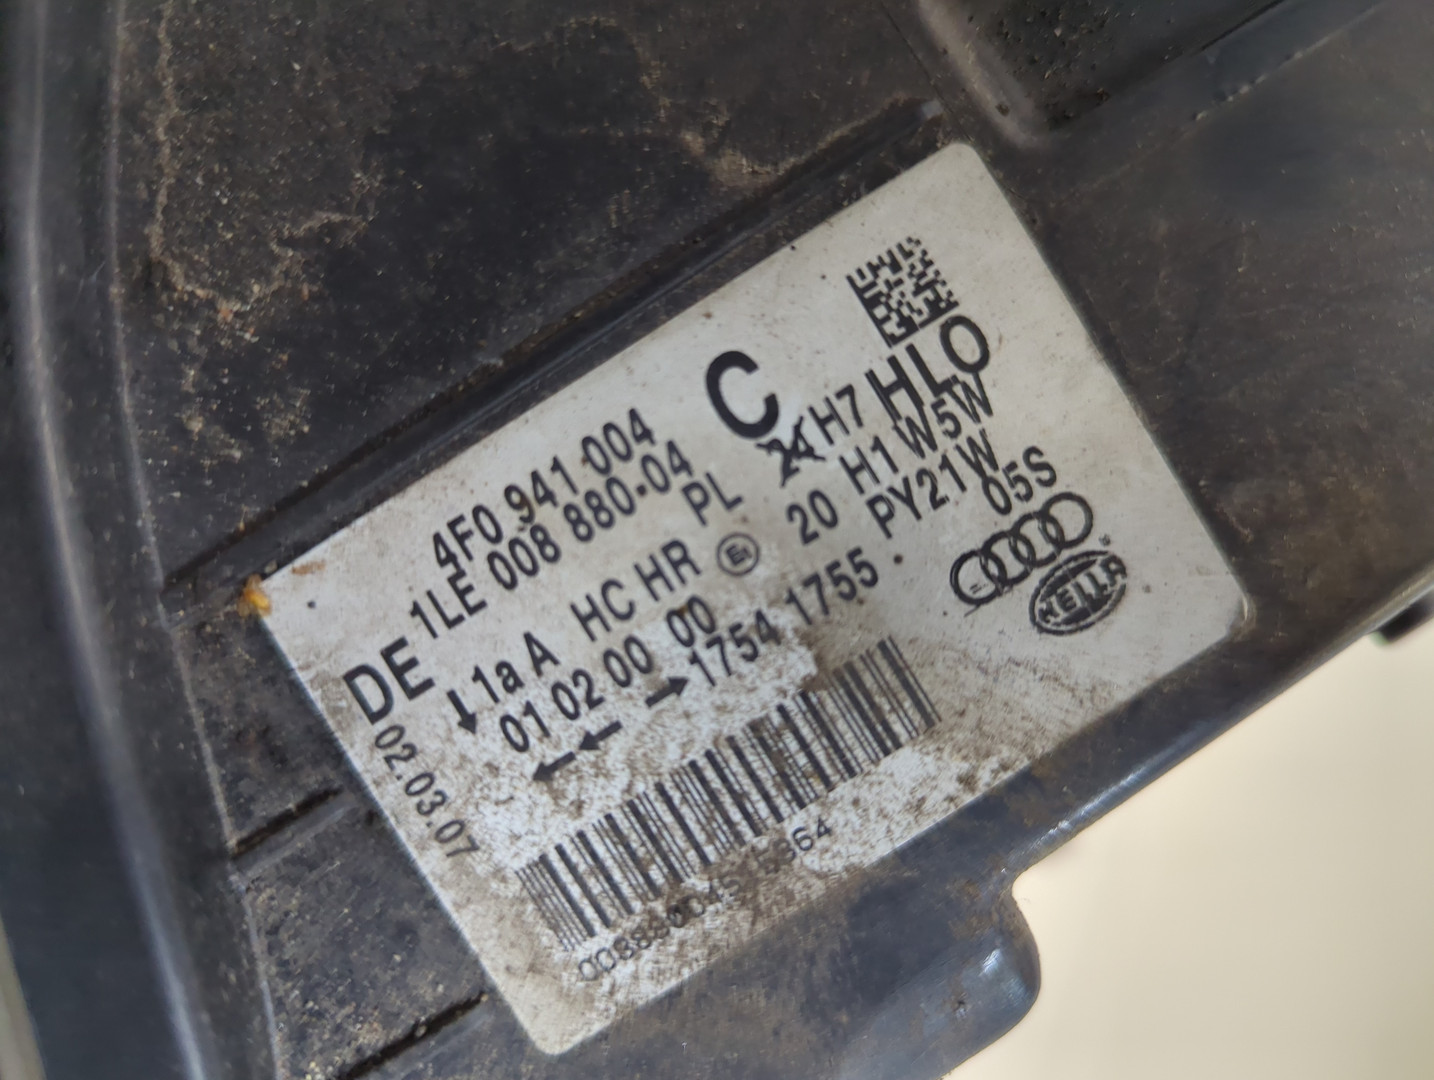 4F0 941 004
C
HLO
1LE 008 880-04
H7
DE
PL
H1 W5W
1a A HC HR E1 20 PY21W
01 02 00 00
1754 1755
05S
02.03.07
HELLA